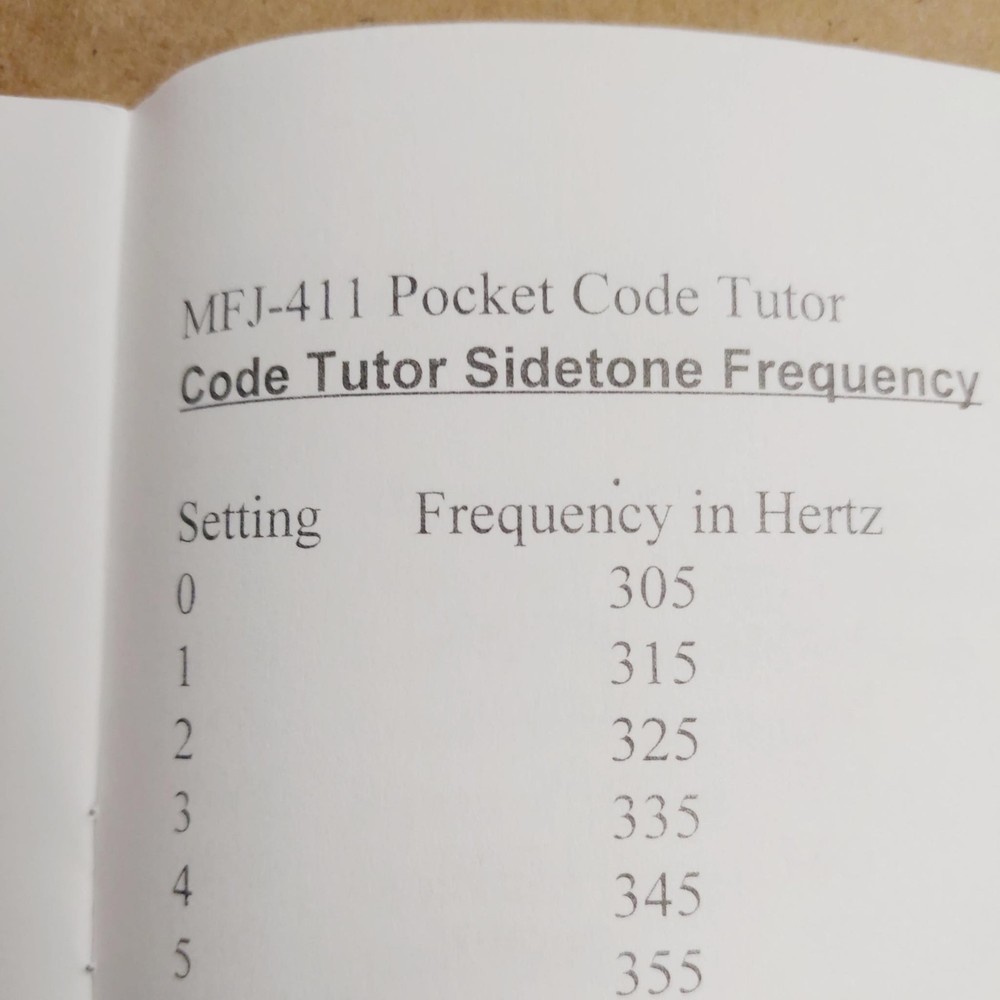 MFJ-411 Pocket Code Tutor
Code Tutor Sidetone Frequency
Setting Frequency in Hertz
0 305
1 315
2 325
3 335
4 345
5 355